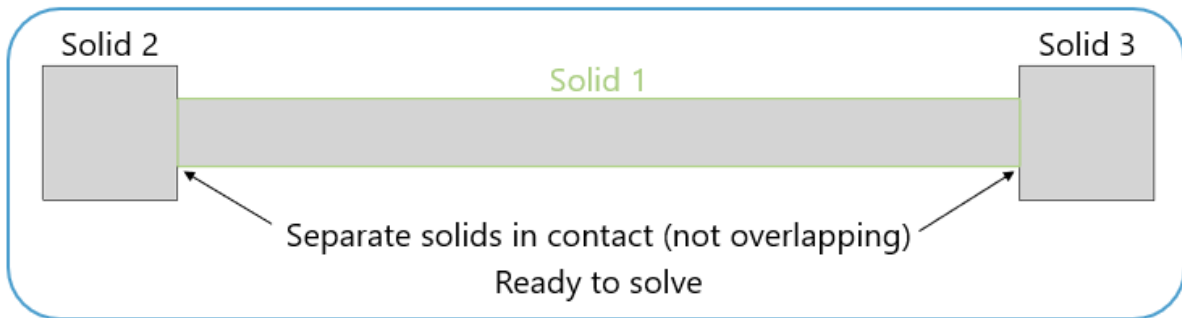 Solid 2
Solid 3
Solid 1
Separate solids in contact (not overlapping)
Ready to solve